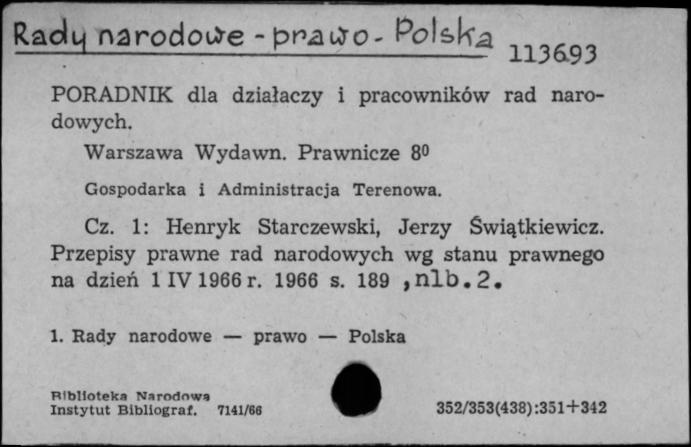 Rady narodowe - prawo - Polska
113693
PORADNIK dla działaczy i pracowników rad naro-
dowych.
Warszawa Wydawn. Prawnicze 8⁰
Gospodarka i Administracja Terenowa.
Cz. 1: Henryk Starczewski, Jerzy Świątkiewicz.
Przepisy prawne rad narodowych wg stanu prawnego
na dzień 1 IV 1966 r. 1966 s. 189 ,nlb.2.
1. Rady narodowe — prawo — Polska
Biblioteka Narodowa
Instytut Bibliograf. 7141/66
352/353(438):351+342